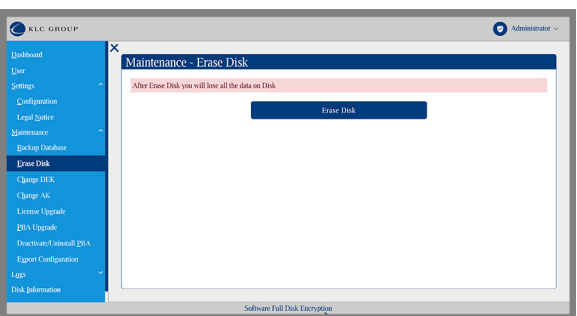 KLC GROUP
Administrator
Dashboard
User
Settings
Configuration
Legal Notice
Maintenance
Backup Database
Erase Disk
Change DEK
Change AK
License Upgrade
PBA Upgrade
Deactivate/Uninstall PBA
Export Configuration
Logs
Disk Information
Maintenance - Erase Disk
After Erase Disk you will lose all the data on Disk
Erase Disk
Software Full Disk Encryption